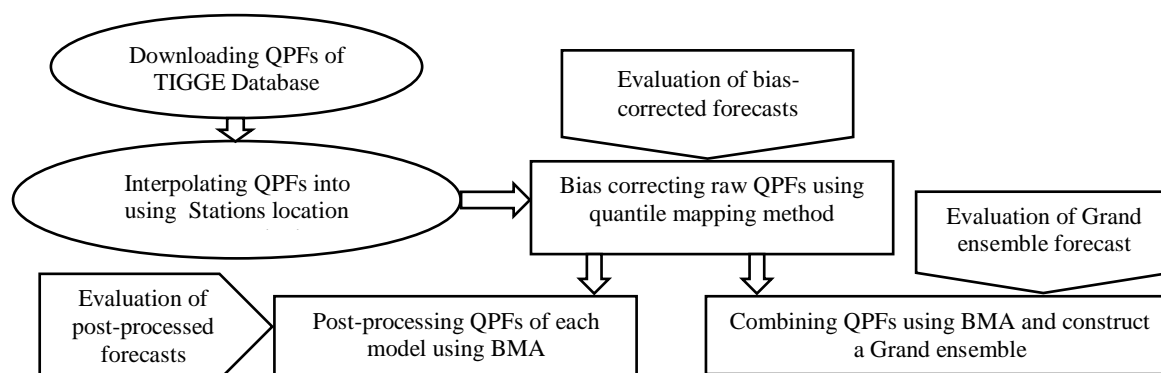 Downloading QPFs of
TIGGE Database
Evaluation of bias-
corrected forecasts
Interpolating QPFs into
using Stations location
Bias correcting raw QPFs using
quantile mapping method
Evaluation of Grand
ensemble forecast
Evaluation of
post-processed
forecasts
Post-processing QPFs of each
model using BMA
Combining QPFs using BMA and construct
a Grand ensemble